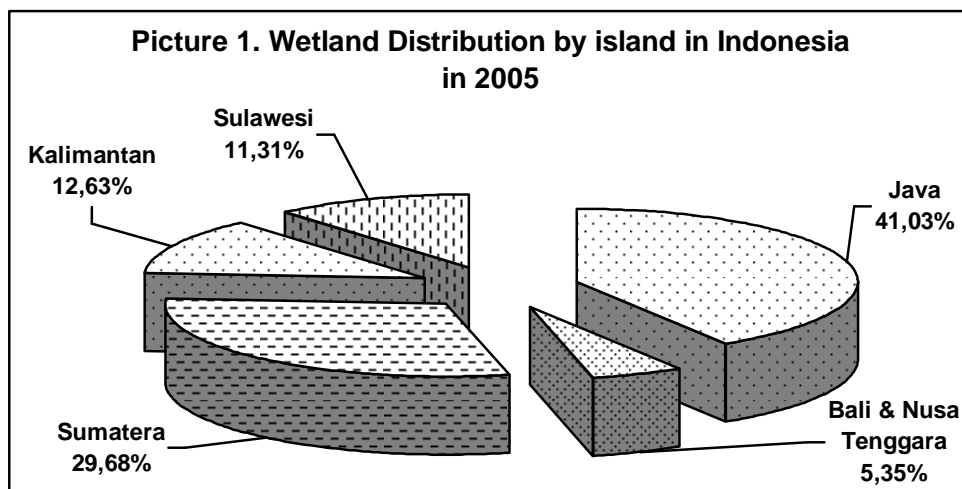 Picture 1. Wetland Distribution by island in Indonesia
in 2005
Sulawesi
11,31%
Kalimantan
12,63%
Java
41,03%
Sumatera
29,68%
Bali & Nusa
Tenggara
5,35%